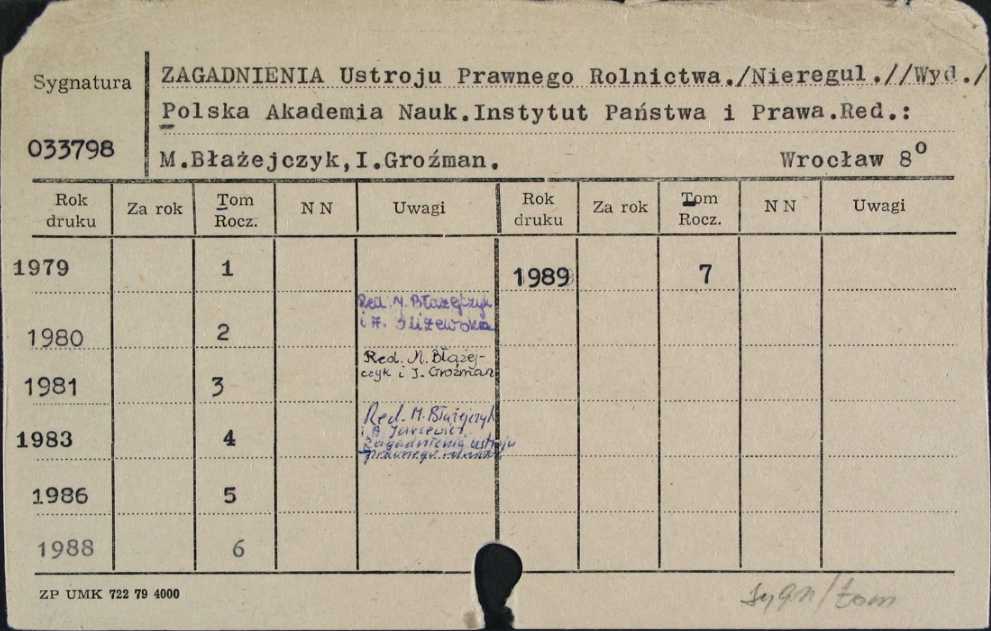 Sygnatura
ZAGADNIENIA Ustroju Prawnego Rolnictwa./Nieregul.//Wyd./
Polska Akademia Nauk.Instytut Państwa i Prawa.Red.:
033798
M.Błażejczyk,I.Groźman. Wrocław 8°
Rok druku Za rok Tom Rocz. N N Uwagi Rok druku Za rok Tom Rocz. N N Uwagi
1979 1 1989 7
Red. M. Błażejczyk
i A. Sliżewska
1980 2
Red. M. Błażej-
czyk i J. Groźman
1981 3
Red. M. Błażejczyk
i A
Zagadnienia ustroju
prawnego
1983 4
1986 5
1988 6
ZP UMK 722 79 4000
sygn/tom